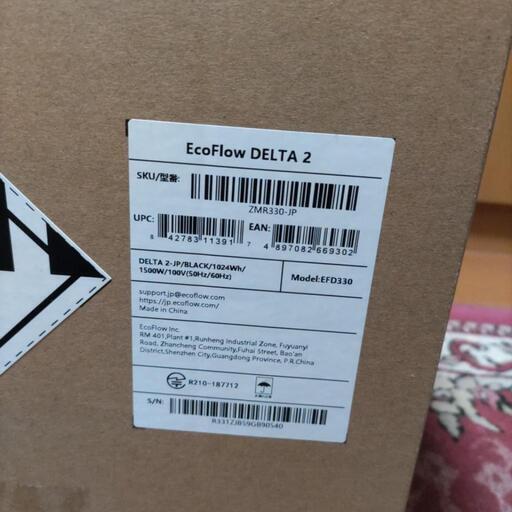 EcoFlow DELTA 2
SKU/型番:
ZMR330-JP
UPC:
8 42783 11391 7
EAN:
4 897082 669302
DELTA 2-JP/BLACK/1024Wh/
1500W/100V(50Hz/60Hz)
Model:EFD330
support.jp@ecoflow.com
https://jp.ecoflow.com/
Made in China
EcoFlow Inc.
RM 401,Plant #1,Runheng Industrial Zone, Fuyuanyi
Road, Zhancheng Community,Fuhai Street, Bao'an
District,Shenzhen City,Guangdong Province, P.R.China
R210-187712
S/N:
R331ZJB59GB90540